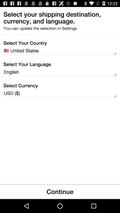 12:22
Select your shipping destination,
currency, and language.
You can update the selection in Settings
Select Your Country
United States
Select Your Language
English
Select Currency
USD ($)
Continue